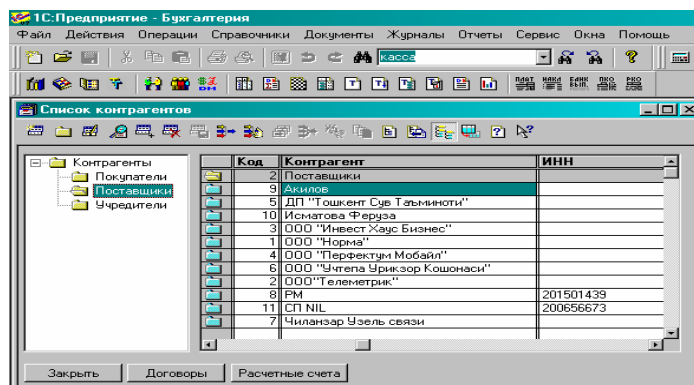 1С:Предприятие - Бухгалтерия
Файл Действия Операции Справочники Документы Журналы Отчеты Сервис Окна Помощь
касса
Список контрагентов
Контрагенты
Покупатели
Поставщики
Учредители
Код Контрагент ИНН
2 Поставщики
9 Акилов
5 ДП "Тошкент Сув Таъминоти"
10 Исматова Феруза
3 ООО "Инвест Хаус Бизнес"
1 ООО "Норма"
4 ООО "Перфектум Мобайл"
6 ООО "Учтепа Урикзор Кошонаси"
2 ООО"Телеметрик"
8 РМ 201501439
11 СП NIL 200656673
7 Чиланзар Узель связи
Закрыть Договоры Расчетные счета